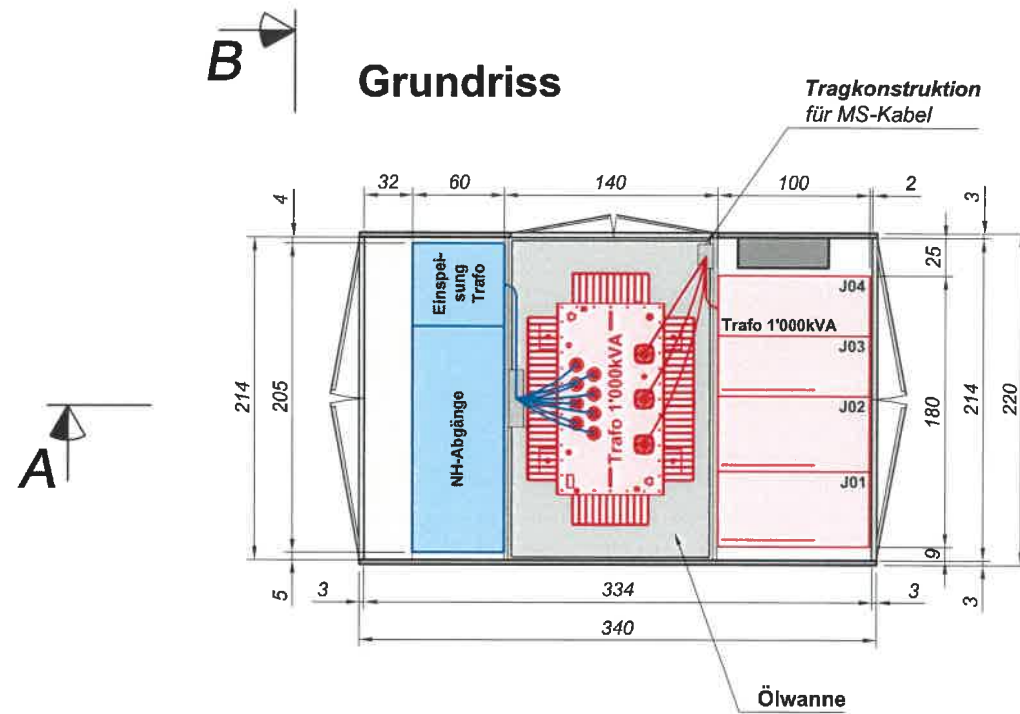 B
Grundriss
Tragkonstruktion
für MS-Kabel
32
60
140
100
2
3
4
25
Einspei-
sung
Trafo
J04
Trafo 1'000kVA
J03
J02
J01
NH-Abgänge
Trafo 1'000kVA
214
205
180
214
220
A
5
3
334
3
9
3
340
Ölwanne